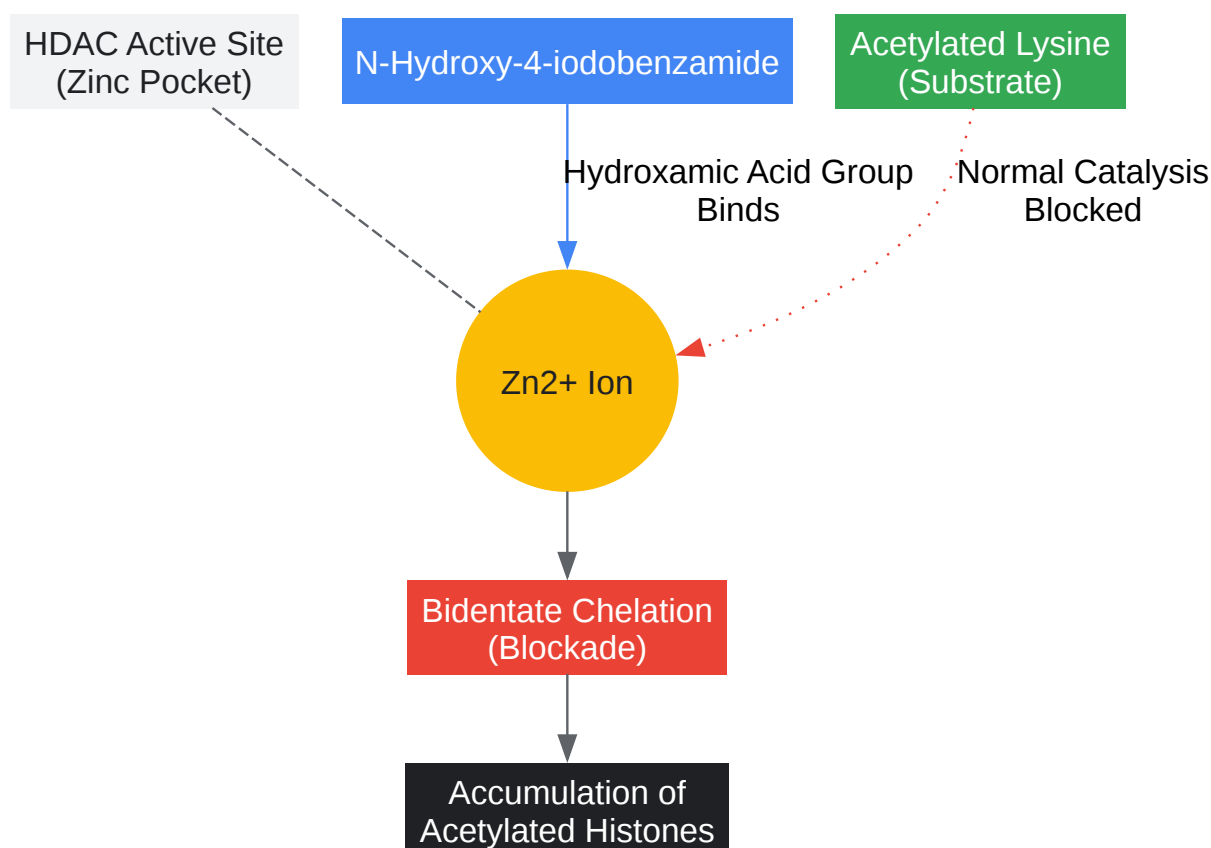 HDAC Active Site
(Zinc Pocket)
N-Hydroxy-4-iodobenzamide
Acetylated Lysine
(Substrate)
Hydroxamic Acid Group
Binds
Normal Catalysis
Blocked
Zn2+ Ion
Bidentate Chelation
(Blockade)
Accumulation of
Acetylated Histones